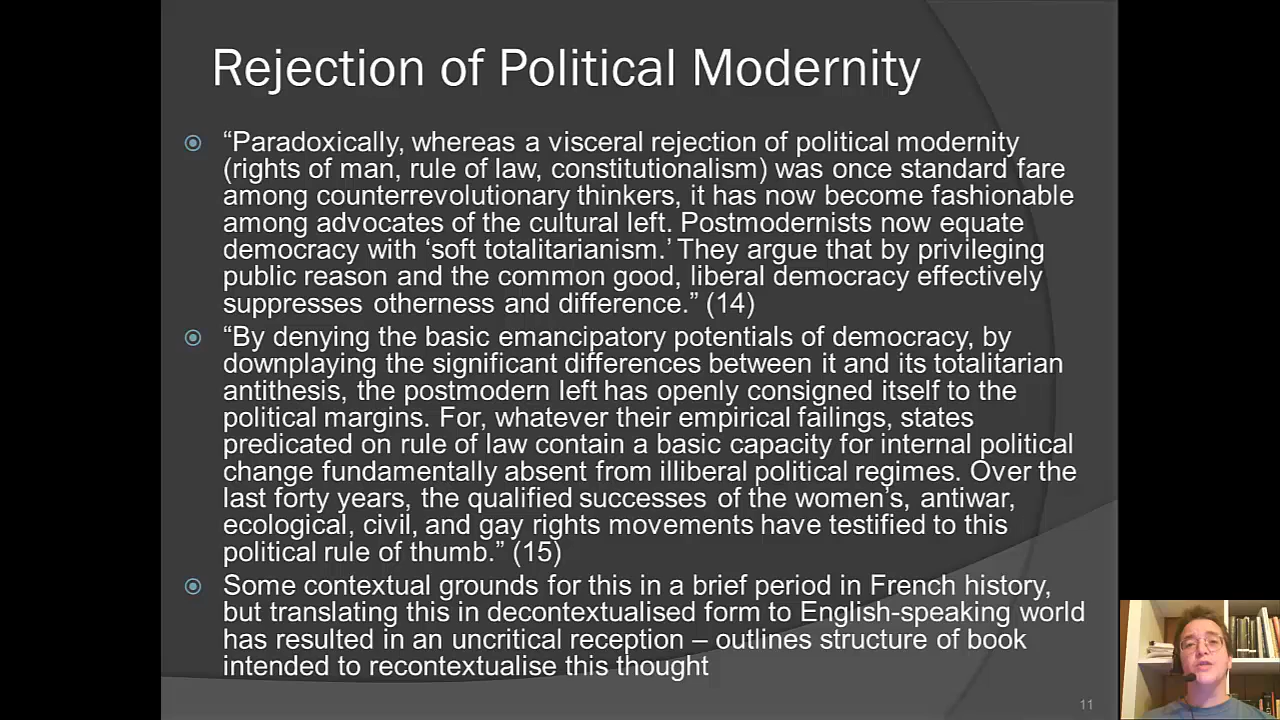 Rejection of Political Modernity
“Paradoxically, whereas a visceral rejection of political modernity
(rights of man, rule of law, constitutionalism) was once standard fare
among counterrevolutionary thinkers, it has now become fashionable
among advocates of the cultural left. Postmodernists now equate
democracy with ‘soft totalitarianism.’ They argue that by privileging
public reason and the common good, liberal democracy effectively
suppresses otherness and difference.” (14)
“By denying the basic emancipatory potentials of democracy, by
downplaying the significant differences between it and its totalitarian
antithesis, the postmodern left has openly consigned itself to the
political margins. For, whatever their empirical failings, states
predicated on rule of law contain a basic capacity for internal political
change fundamentally absent from illiberal political regimes. Over the
last forty years, the qualified successes of the women’s, antiwar,
ecological, civil, and gay rights movements have testified to this
political rule of thumb.” (15)
Some contextual grounds for this in a brief period in French history,
but translating this in decontextualised form to English-speaking world
has resulted in an uncritical reception – outlines structure of book
intended to recontextualise this thought
11